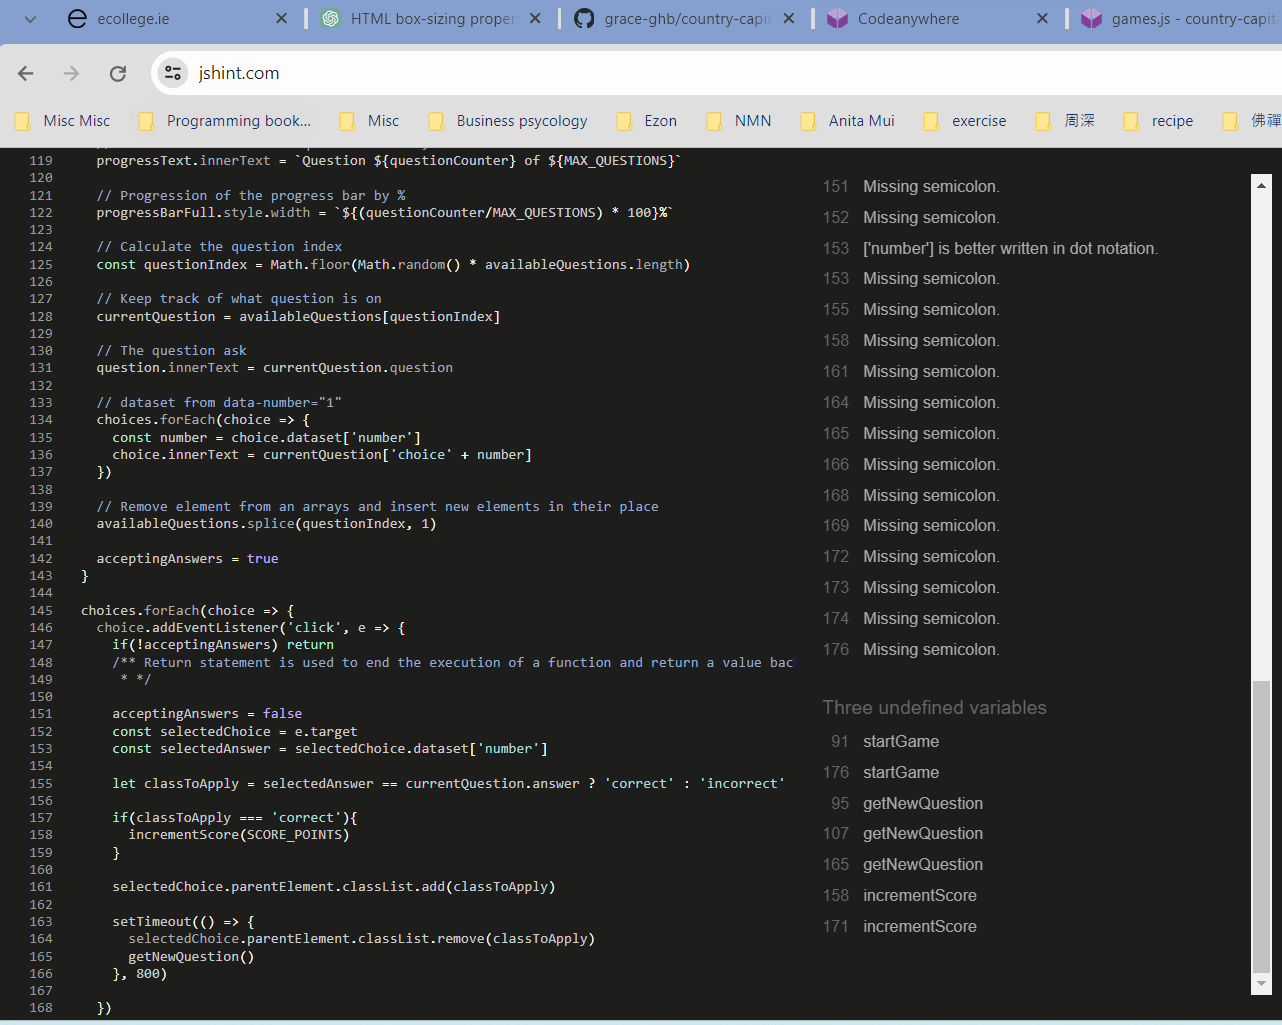 ecollege.ie
HTML box-sizing proper
grace-ghb/country-capit
Codeanywhere
games.js - country-capit
jshint.com
Misc Misc
Programming book...
Misc
Business psycology
Ezon
NMN
Anita Mui
exercise
周深
recipe
佛禪
119 progressText.innerText = `Question ${questionCounter} of ${MAX_QUESTIONS}`
120
121 // Progression of the progress bar by %
122 progressBarFull.style.width = `${(questionCounter/MAX_QUESTIONS) * 100}%`
123
124 // Calculate the question index
125 const questionIndex = Math.floor(Math.random() * availableQuestions.length)
126
127 // Keep track of what question is on
128 currentQuestion = availableQuestions[questionIndex]
129
130 // The question ask
131 question.innerText = currentQuestion.question
132
133 // dataset from data-number="1"
134 choices.forEach(choice => {
135 const number = choice.dataset['number']
136 choice.innerText = currentQuestion['choice' + number]
137 })
138
139 // Remove element from an arrays and insert new elements in their place
140 availableQuestions.splice(questionIndex, 1)
141
142 acceptingAnswers = true
143 }
144
145 choices.forEach(choice => {
146 choice.addEventListener('click', e => {
147 if(!acceptingAnswers) return
148 /** Return statement is used to end the execution of a function and return a value bac
149 * */
150
151 acceptingAnswers = false
152 const selectedChoice = e.target
153 const selectedAnswer = selectedChoice.dataset['number']
154
155 let classToApply = selectedAnswer == currentQuestion.answer ? 'correct' : 'incorrect'
156
157 if(classToApply === 'correct'){
158 incrementScore(SCORE_POINTS)
159 }
160
161 selectedChoice.parentElement.classList.add(classToApply)
162
163 setTimeout(() => {
164 selectedChoice.parentElement.classList.remove(classToApply)
165 getNewQuestion()
166 }, 800)
167
168 })
151 Missing semicolon.
152 Missing semicolon.
153 ['number'] is better written in dot notation.
153 Missing semicolon.
155 Missing semicolon.
158 Missing semicolon.
161 Missing semicolon.
164 Missing semicolon.
165 Missing semicolon.
166 Missing semicolon.
168 Missing semicolon.
169 Missing semicolon.
172 Missing semicolon.
173 Missing semicolon.
174 Missing semicolon.
176 Missing semicolon.
Three undefined variables
91 startGame
176 startGame
95 getNewQuestion
107 getNewQuestion
165 getNewQuestion
158 incrementScore
171 incrementScore